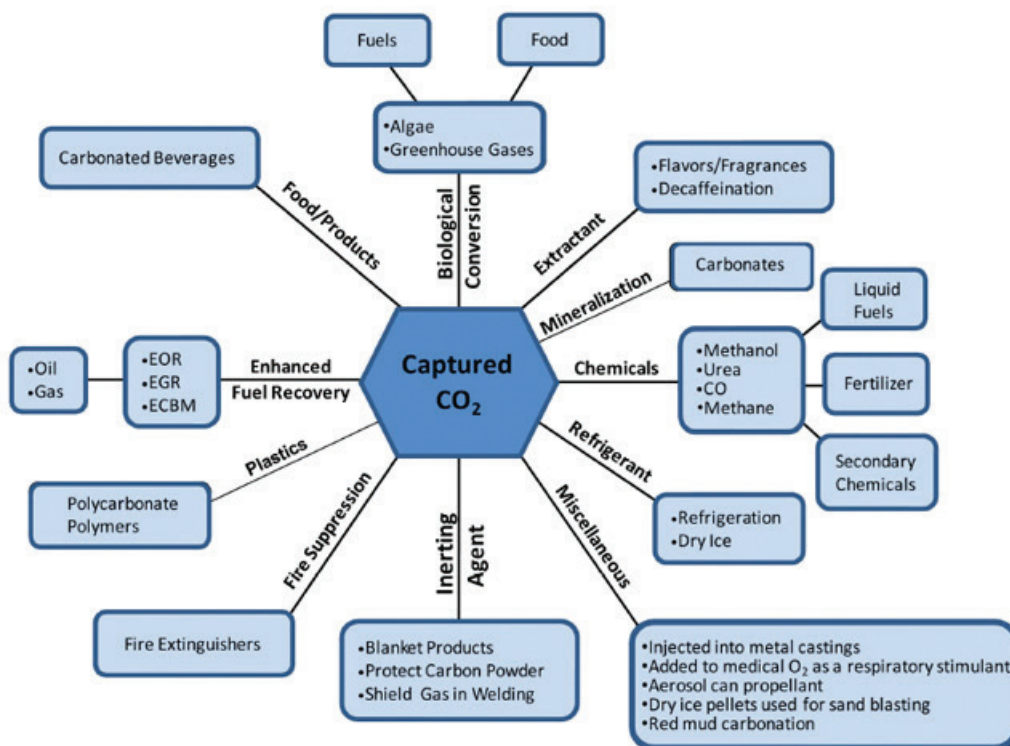 Fuels
Food
•Algae
•Greenhouse Gases
Carbonated Beverages
•Flavors/Fragrances
•Decaffeination
Food/Products
Biological
Conversion
Extractant
Mineralization
Carbonates
Liquid
Fuels
•Oil
•Gas
•EOR
•EGR
•ECBM
Enhanced
Fuel Recovery
Captured
CO₂
Chemicals
•Methanol
•Urea
•CO
•Methane
Fertilizer
Secondary
Chemicals
Plastics
Polycarbonate
Polymers
Refrigerant
•Refrigeration
•Dry Ice
Fire Suppression
Fire Extinguishers
Inerting
Agent
•Blanket Products
•Protect Carbon Powder
•Shield Gas in Welding
Miscellaneous
•Injected into metal castings
•Added to medical O₂ as a respiratory stimulant
•Aerosol can propellant
•Dry ice pellets used for sand blasting
•Red mud carbonation